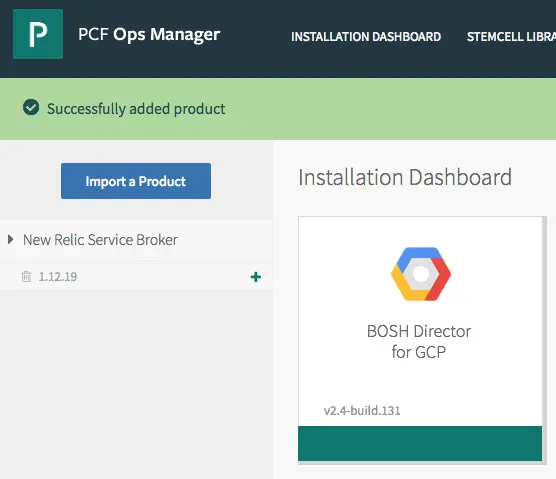 P PCF Ops Manager INSTALLATION DASHBOARD STEMCELL LIBRA
Successfully added product
Import a Product
Installation Dashboard
New Relic Service Broker
1.12.19
BOSH Director
for GCP
v2.4-build.131